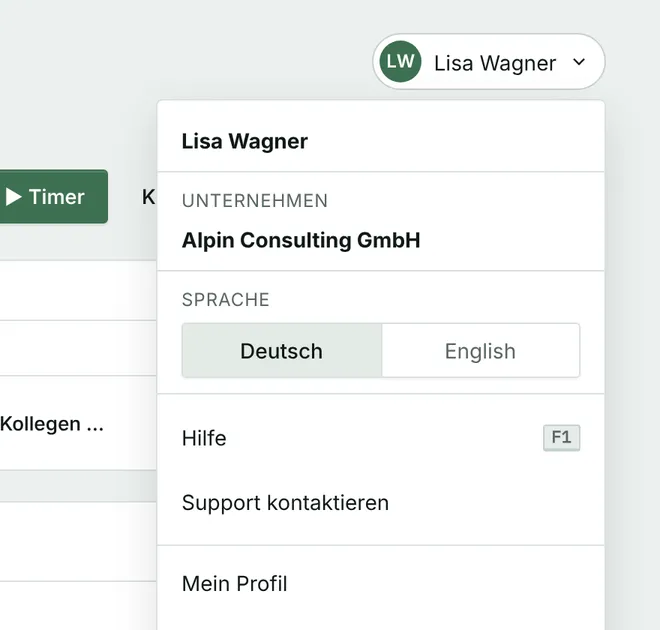 LW Lisa Wagner
Lisa Wagner
▶ Timer
K
UNTERNEHMEN
Alpin Consulting GmbH
SPRACHE
Deutsch English
Kollegen ...
Hilfe F1
Support kontaktieren
Mein Profil